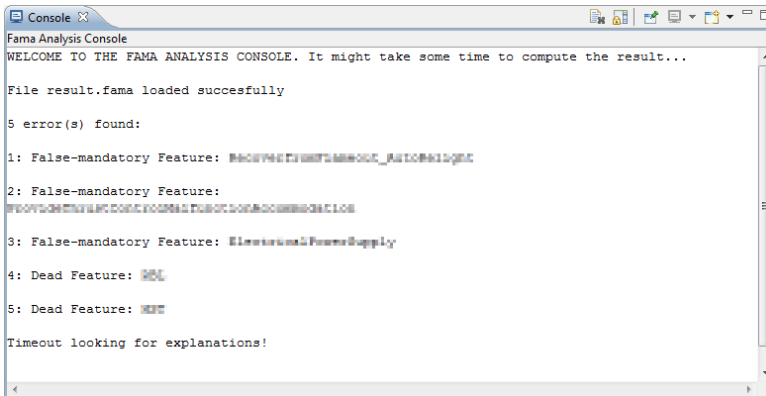 Console
Fama Analysis Console
WELCOME TO THE FAMA ANALYSIS CONSOLE. It might take some time to compute the result...
File result.fama loaded succesfully
5 error(s) found:
1: False-mandatory Feature:
2: False-mandatory Feature:
3: False-mandatory Feature: ElectricalPowerSupply
4: Dead Feature:
5: Dead Feature:
Timeout looking for explanations!